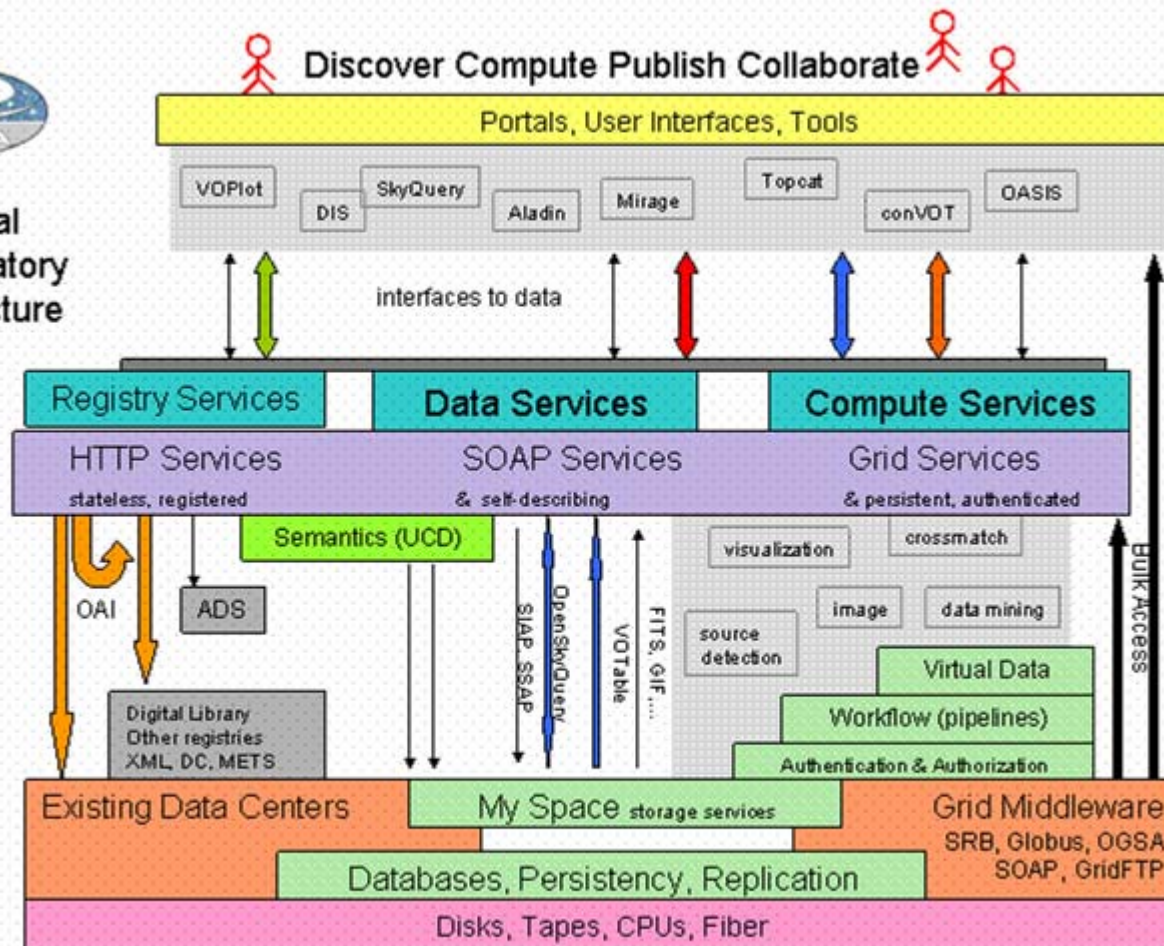 Discover Compute Publish Collaborate
Portals, User Interfaces, Tools
VOPlot
DIS
SkyQuery
Aladin
Mirage
Topcat
conVOT
OASIS
al
atory
cture
interfaces to data
Registry Services
Data Services
Compute Services
HTTP Services
SOAP Services
Grid Services
stateless, registered
& self-describing
& persistent, authenticated
Semantics (UCD)
visualization
crossmatch
OAI
ADS
SIAP, SSAP
OpenSkyQuery
VOTable
FITS, GIF,...
image
data mining
source
detection
Bulk Access
Virtual Data
Workflow (pipelines)
Authentication & Authorization
Digital Library
Other registries
XML, DC, METS
Existing Data Centers
My Space storage services
Grid Middleware
SRB, Globus, OGSA
SOAP, GridFTP
Databases, Persistency, Replication
Disks, Tapes, CPUs, Fiber